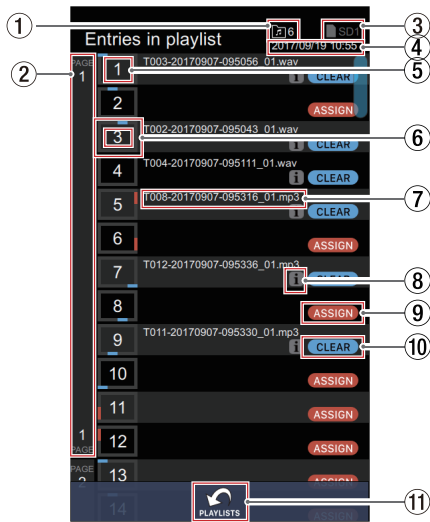 ① 6 SD1 ③
Entries in playlist 2017/09/19 10:55 ④
② PAGE 1
1 T003-20170907-095056_01.wav ⑤
i CLEAR
2 ASSIGN
3 T002-20170907-095043_01.wav ⑥
i CLEAR
4 T004-20170907-095111_01.wav
i CLEAR
5 T008-20170907-095316_01.mp3 ⑦
i CLEAR
6 ASSIGN
7 T012-20170907-095336_01.mp3
i CLEAR ⑧
8 ASSIGN ⑨
9 T011-20170907-095330_01.mp3
i CLEAR ⑩
10 ASSIGN
11 ASSIGN
1 PAGE 12 ASSIGN
PAGE 2 13 ASSIGN
14
PLAYLISTS ⑪